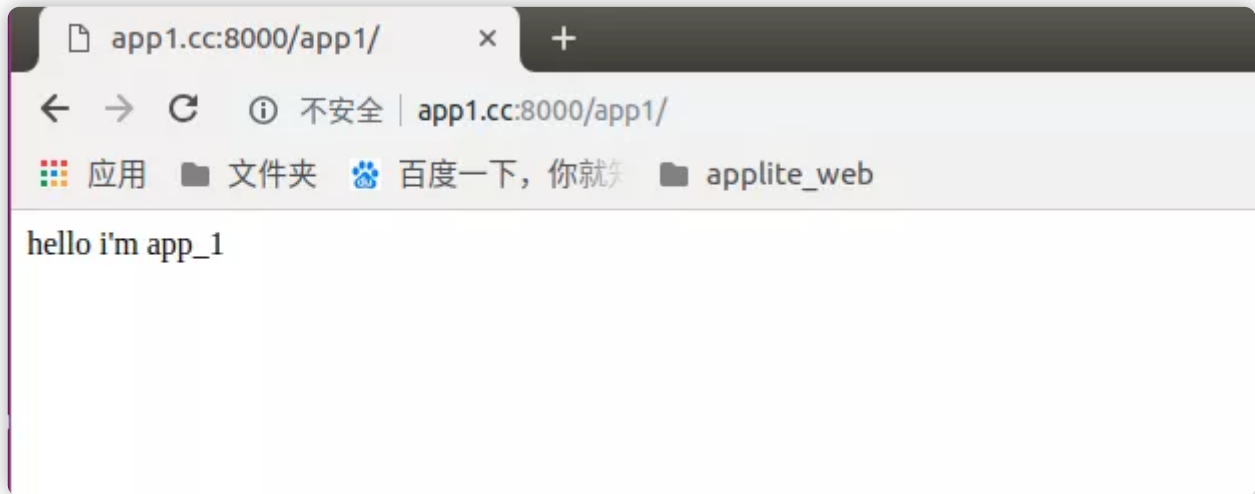 app1.cc:8000/app1/
不安全 app1.cc:8000/app1/
应用 文件夹 百度一下，你就 applite_web
hello i'm app_1